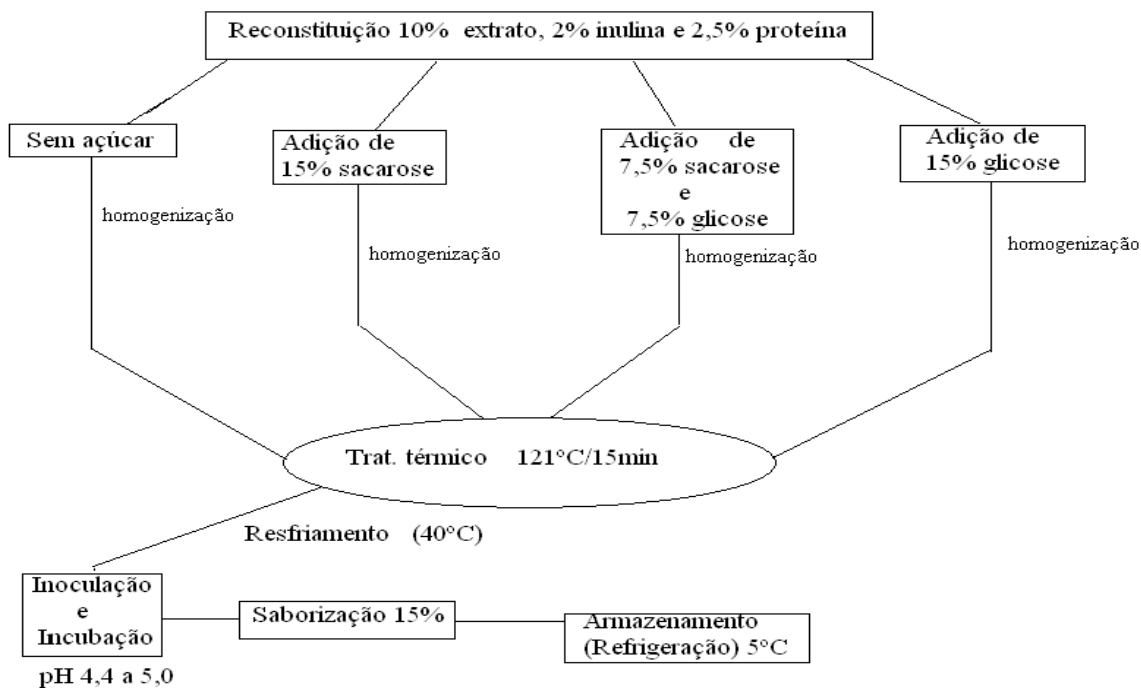 Reconstituição 10% extrato, 2% inulina e 2,5% proteína
Sem açúcar
Adição de
15% sacarose
Adição de
7,5% sacarose
e
7,5% glicose
Adição de
15% glicose
homogenização
homogenização
homogenização
homogenização
Trat. térmico 121°C/15min
Resfriamento (40°C)
Inoculação
e
Incubação
pH 4,4 a 5,0
Saborização 15%
Armazenamento
(Refrigeração) 5°C